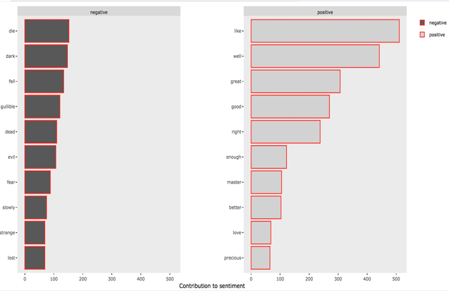 negative
die
dark
fell
gullible
dead
evil
fear
slowly
strange
lost
0 100 200 300 400 500
positive
like
well
great
good
right
enough
master
better
love
precious
0 100 200 300 400 500
Contribution to sentiment
negative
positive